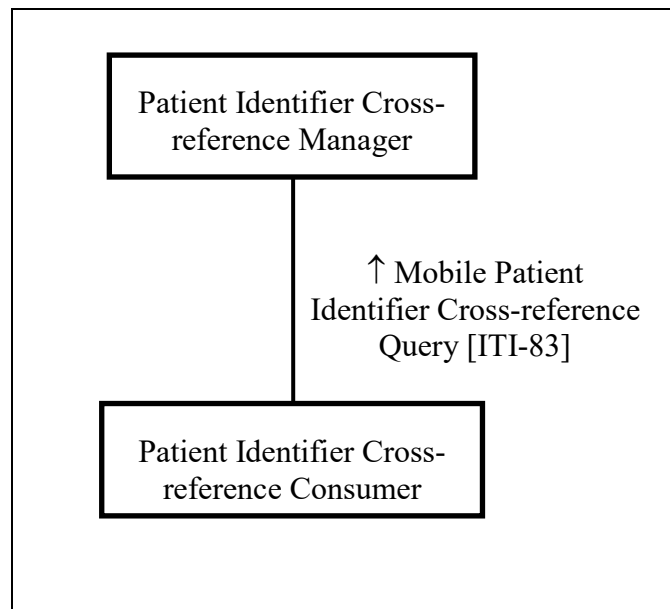 Patient Identifier Cross-
reference Manager
↑ Mobile Patient
Identifier Cross-reference
Query [ITI-83]
Patient Identifier Cross-
reference Consumer